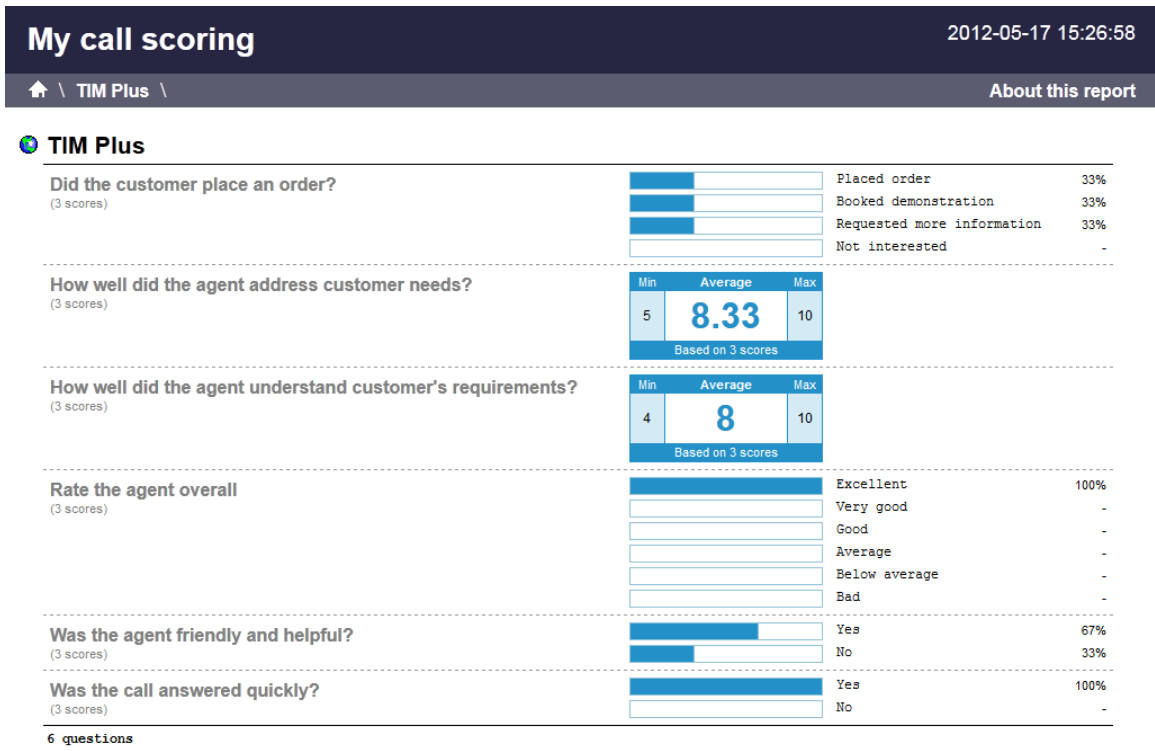 My call scoring 2012-05-17 15:26:58
\ TIM Plus \ About this report
TIM Plus
Did the customer place an order?
(3 scores)
Placed order 33%
Booked demonstration 33%
Requested more information 33%
Not interested -
How well did the agent address customer needs?
(3 scores)
Min Average Max
5 8.33 10
Based on 3 scores
How well did the agent understand customer's requirements?
(3 scores)
Min Average Max
4 8 10
Based on 3 scores
Rate the agent overall
(3 scores)
Excellent 100%
Very good -
Good -
Average -
Below average -
Bad -
Was the agent friendly and helpful?
(3 scores)
Yes 67%
No 33%
Was the call answered quickly?
(3 scores)
Yes 100%
No -
6 questions